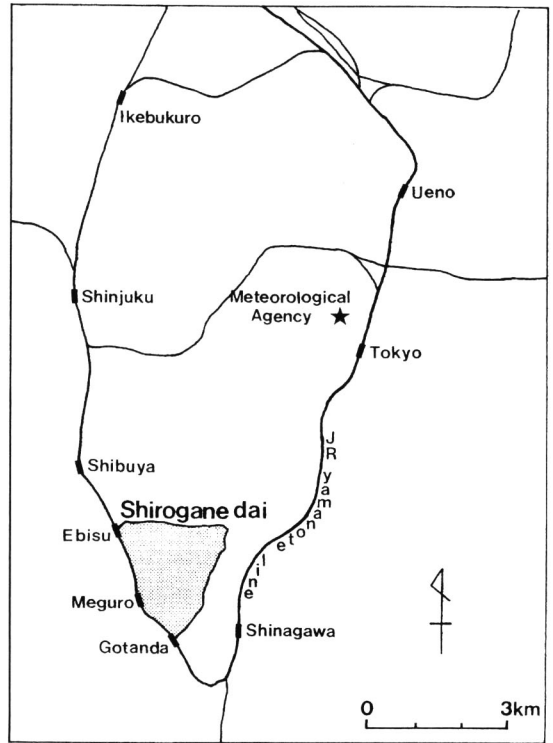 Ikebukuro
Ueno
Shinjuku
Meteorological
Agency
Tokyo
JR yamanote line
Shibuya
Shirogane dai
Ebisu
Meguro
Gotanda
Shinagawa
0 3km